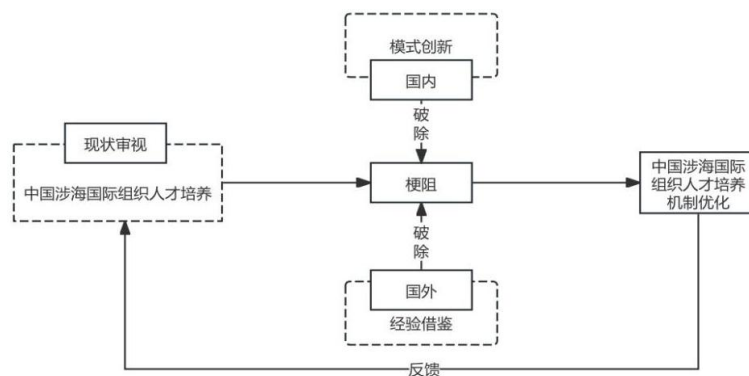 模式创新
国内
破
除
现状审视
中国涉海国际组织人才培养
梗阻
中国涉海国际
组织人才培养
机制优化
破
除
国外
经验借鉴
反馈